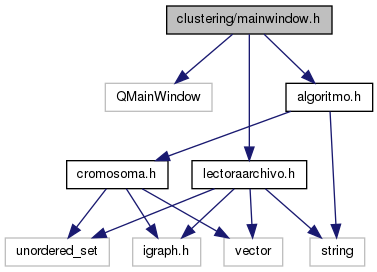 clustering/mainwindow.h
QMainWindow
algoritmo.h
cromosoma.h
lectoraarchivo.h
unordered_set
igraph.h
vector
string